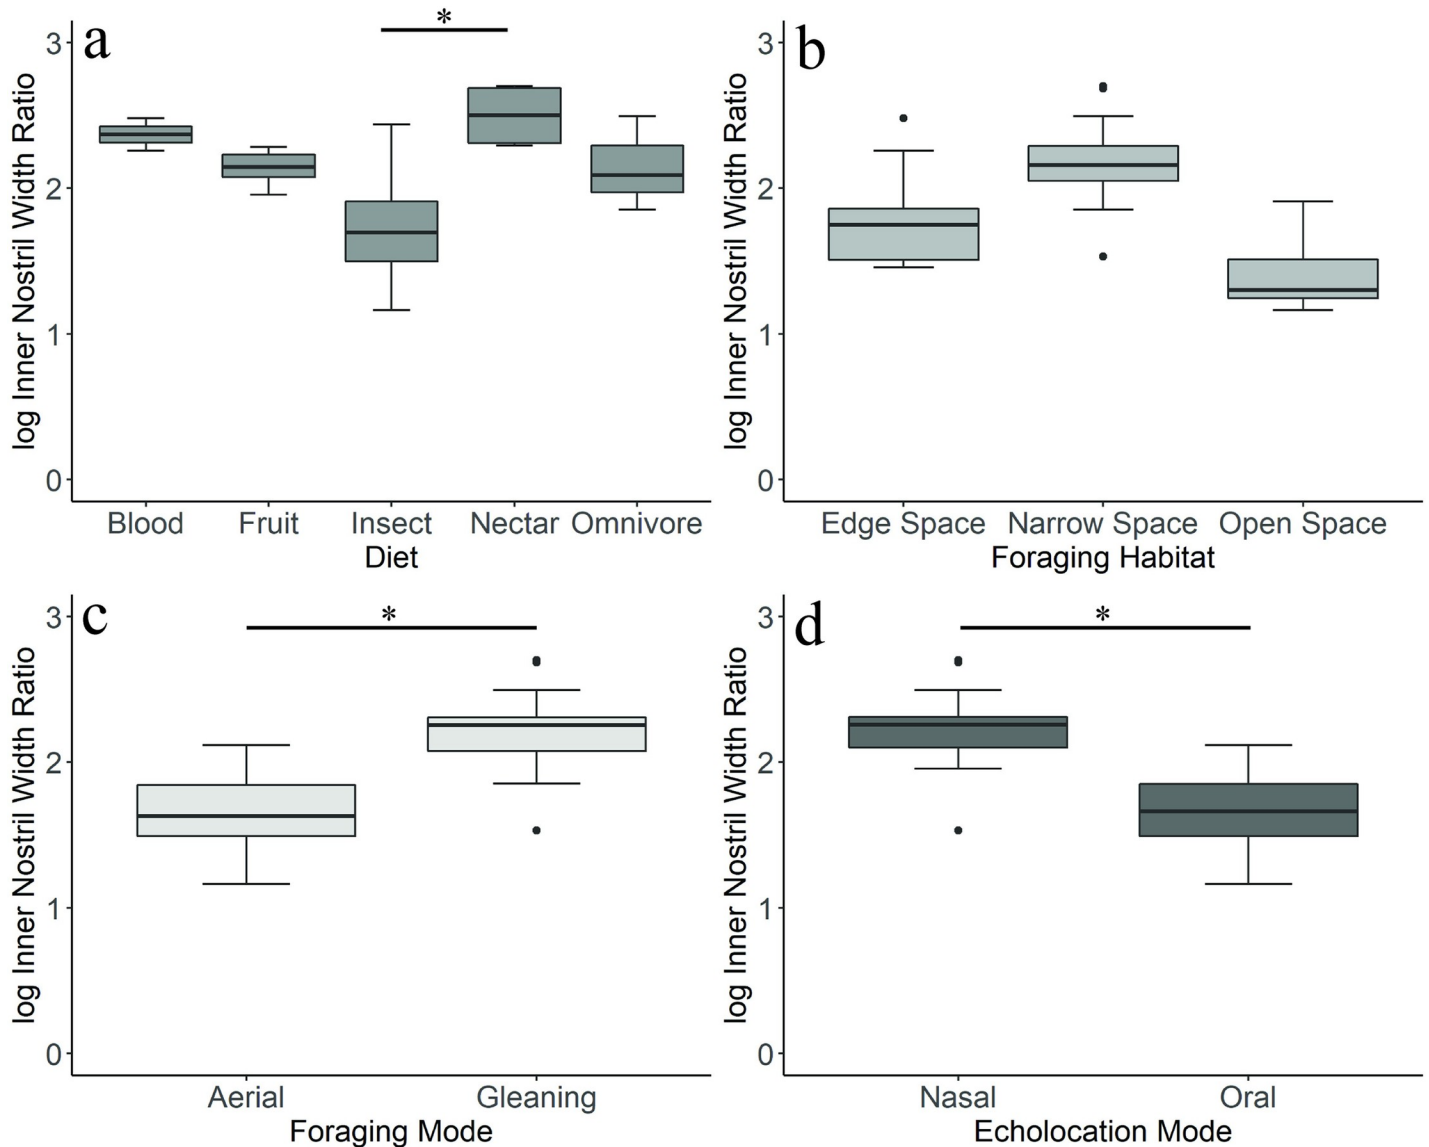 a
*
log Inner Nostril Width Ratio
3
2
1
0
Blood Fruit Insect Nectar Omnivore
Diet
b
log Inner Nostril Width Ratio
3
2
1
0
Edge Space Narrow Space Open Space
Foraging Habitat
c
*
log Inner Nostril Width Ratio
3
2
1
0
Aerial Gleaning
Foraging Mode
d
*
log Inner Nostril Width Ratio
3
2
1
0
Nasal Oral
Echolocation Mode